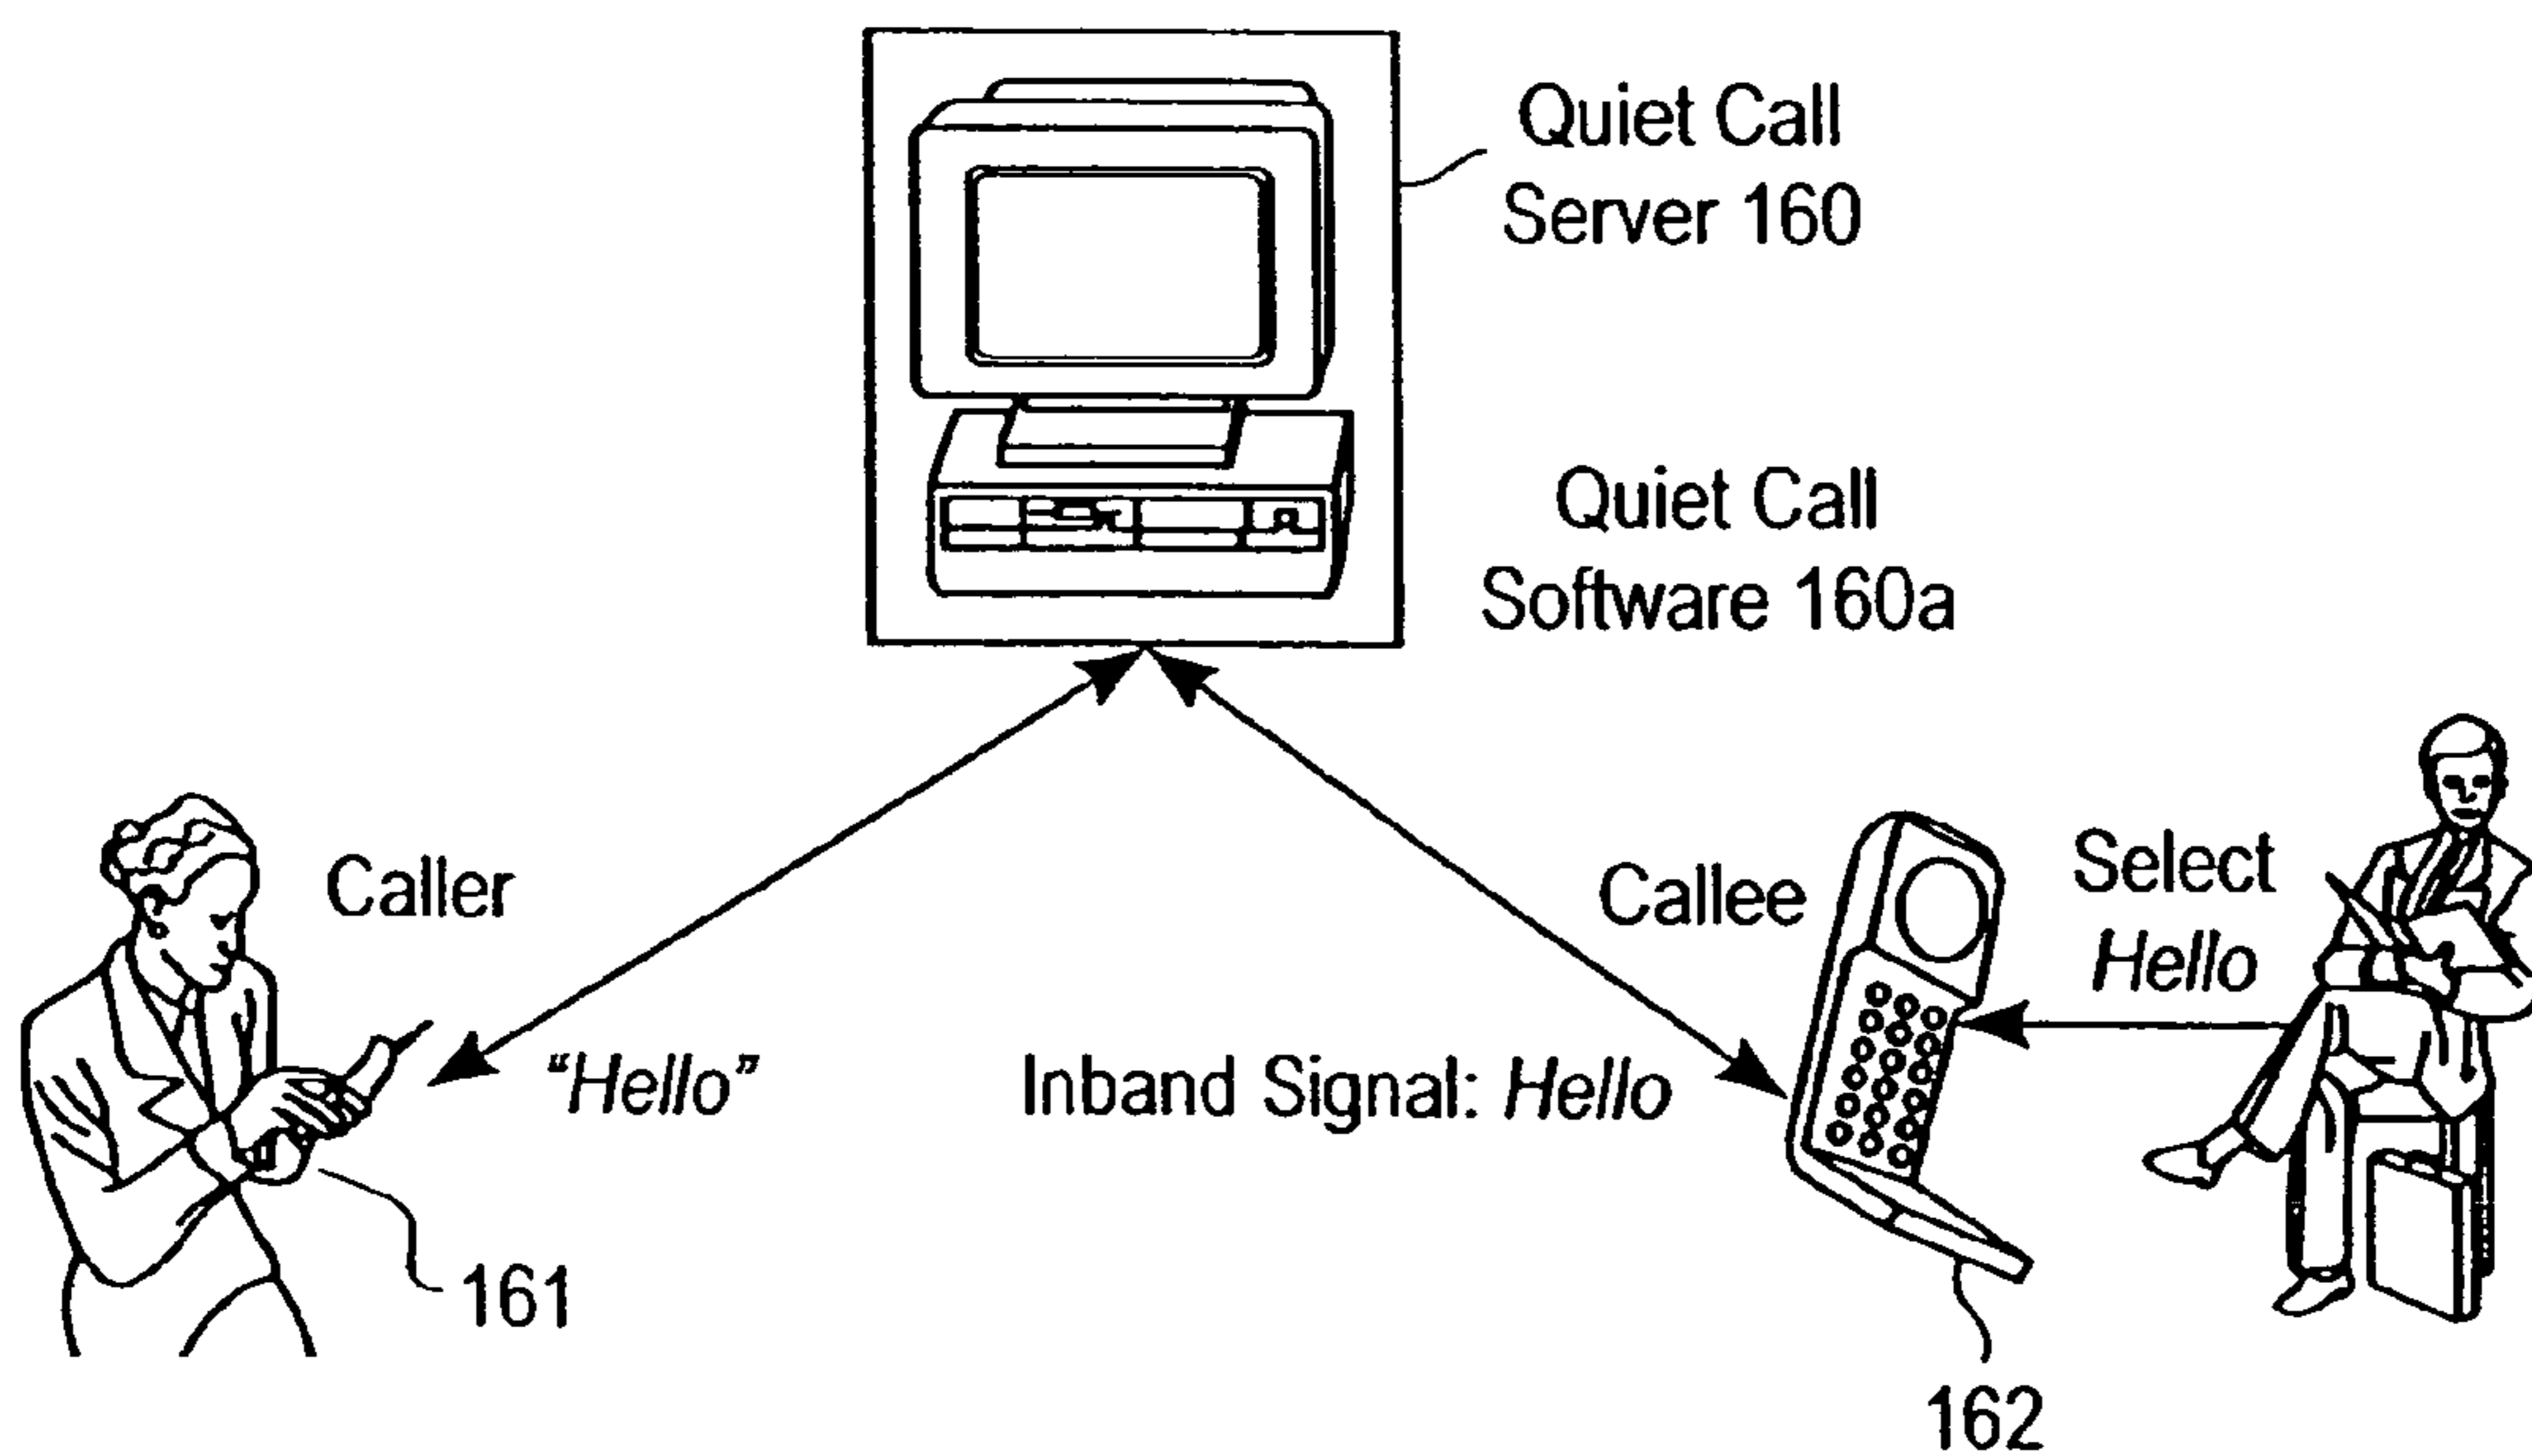 Quiet Call
Server 160
Quiet Call
Software 160a
Caller
Callee
Select
Hello
"Hello"
Inband Signal: Hello
161
162